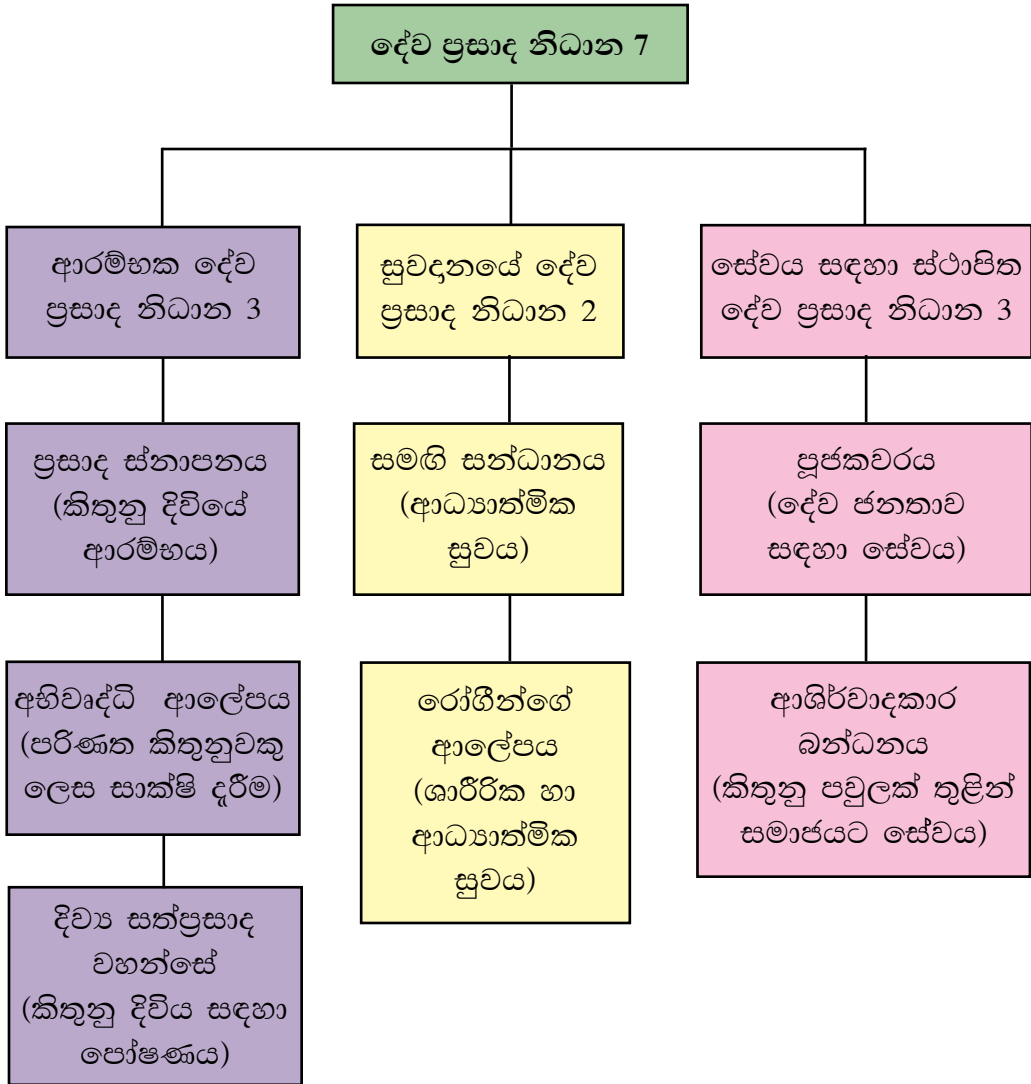 දේව ප්‍රසාද නිධාන 7
ආරම්භක දේව
ප්‍රසාද නිධාන 3
ප්‍රසාද ස්නාපනය
(කිතුනු දිවියේ
ආරම්භය)
අභිවෘද්ධි ආලේපය
(පරිණත කිතුනුවකු
ලෙස සාක්ෂි දැරීම)
දිව්‍ය සත්ප්‍රසාද
වහන්සේ
(කිතුනු දිවිය සඳහා
පෝෂණය)
සුවදානයේ දේව
ප්‍රසාද නිධාන 2
සමඟි සන්ධානය
(ආධ්‍යාත්මික
සුවය)
රෝගීන්ගේ
ආලේපය
(ශාරීරික හා
ආධ්‍යාත්මික
සුවය)
සේවය සඳහා ස්ථාපිත
දේව ප්‍රසාද නිධාන 3
පූජකවරය
(දේව ජනතාව
සඳහා සේවය)
ආශිර්වාදකාර
බන්ධනය
(කිතුනු පවුලක් තුළින්
සමාජයට සේවය)